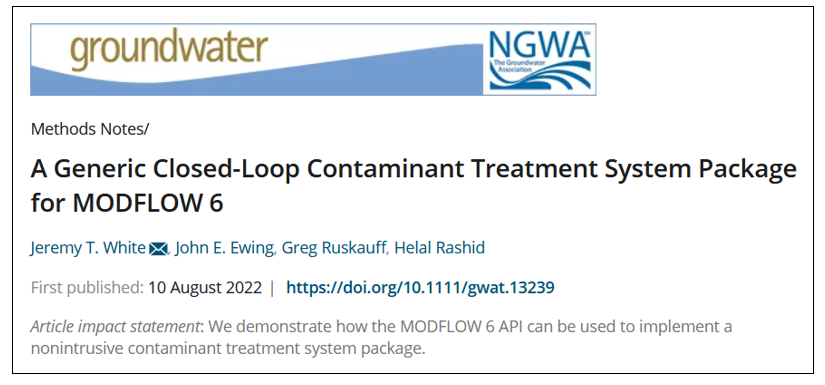 groundwater
NGWA
The Groundwater
Association
Methods Notes/
A Generic Closed-Loop Contaminant Treatment System Package
for MODFLOW 6
Jeremy T. White, John E. Ewing, Greg Ruskauff, Helal Rashid
First published: 10 August 2022 | https://doi.org/10.1111/gwat.13239
Article impact statement: We demonstrate how the MODFLOW 6 API can be used to implement a
nonintrusive contaminant treatment system package.